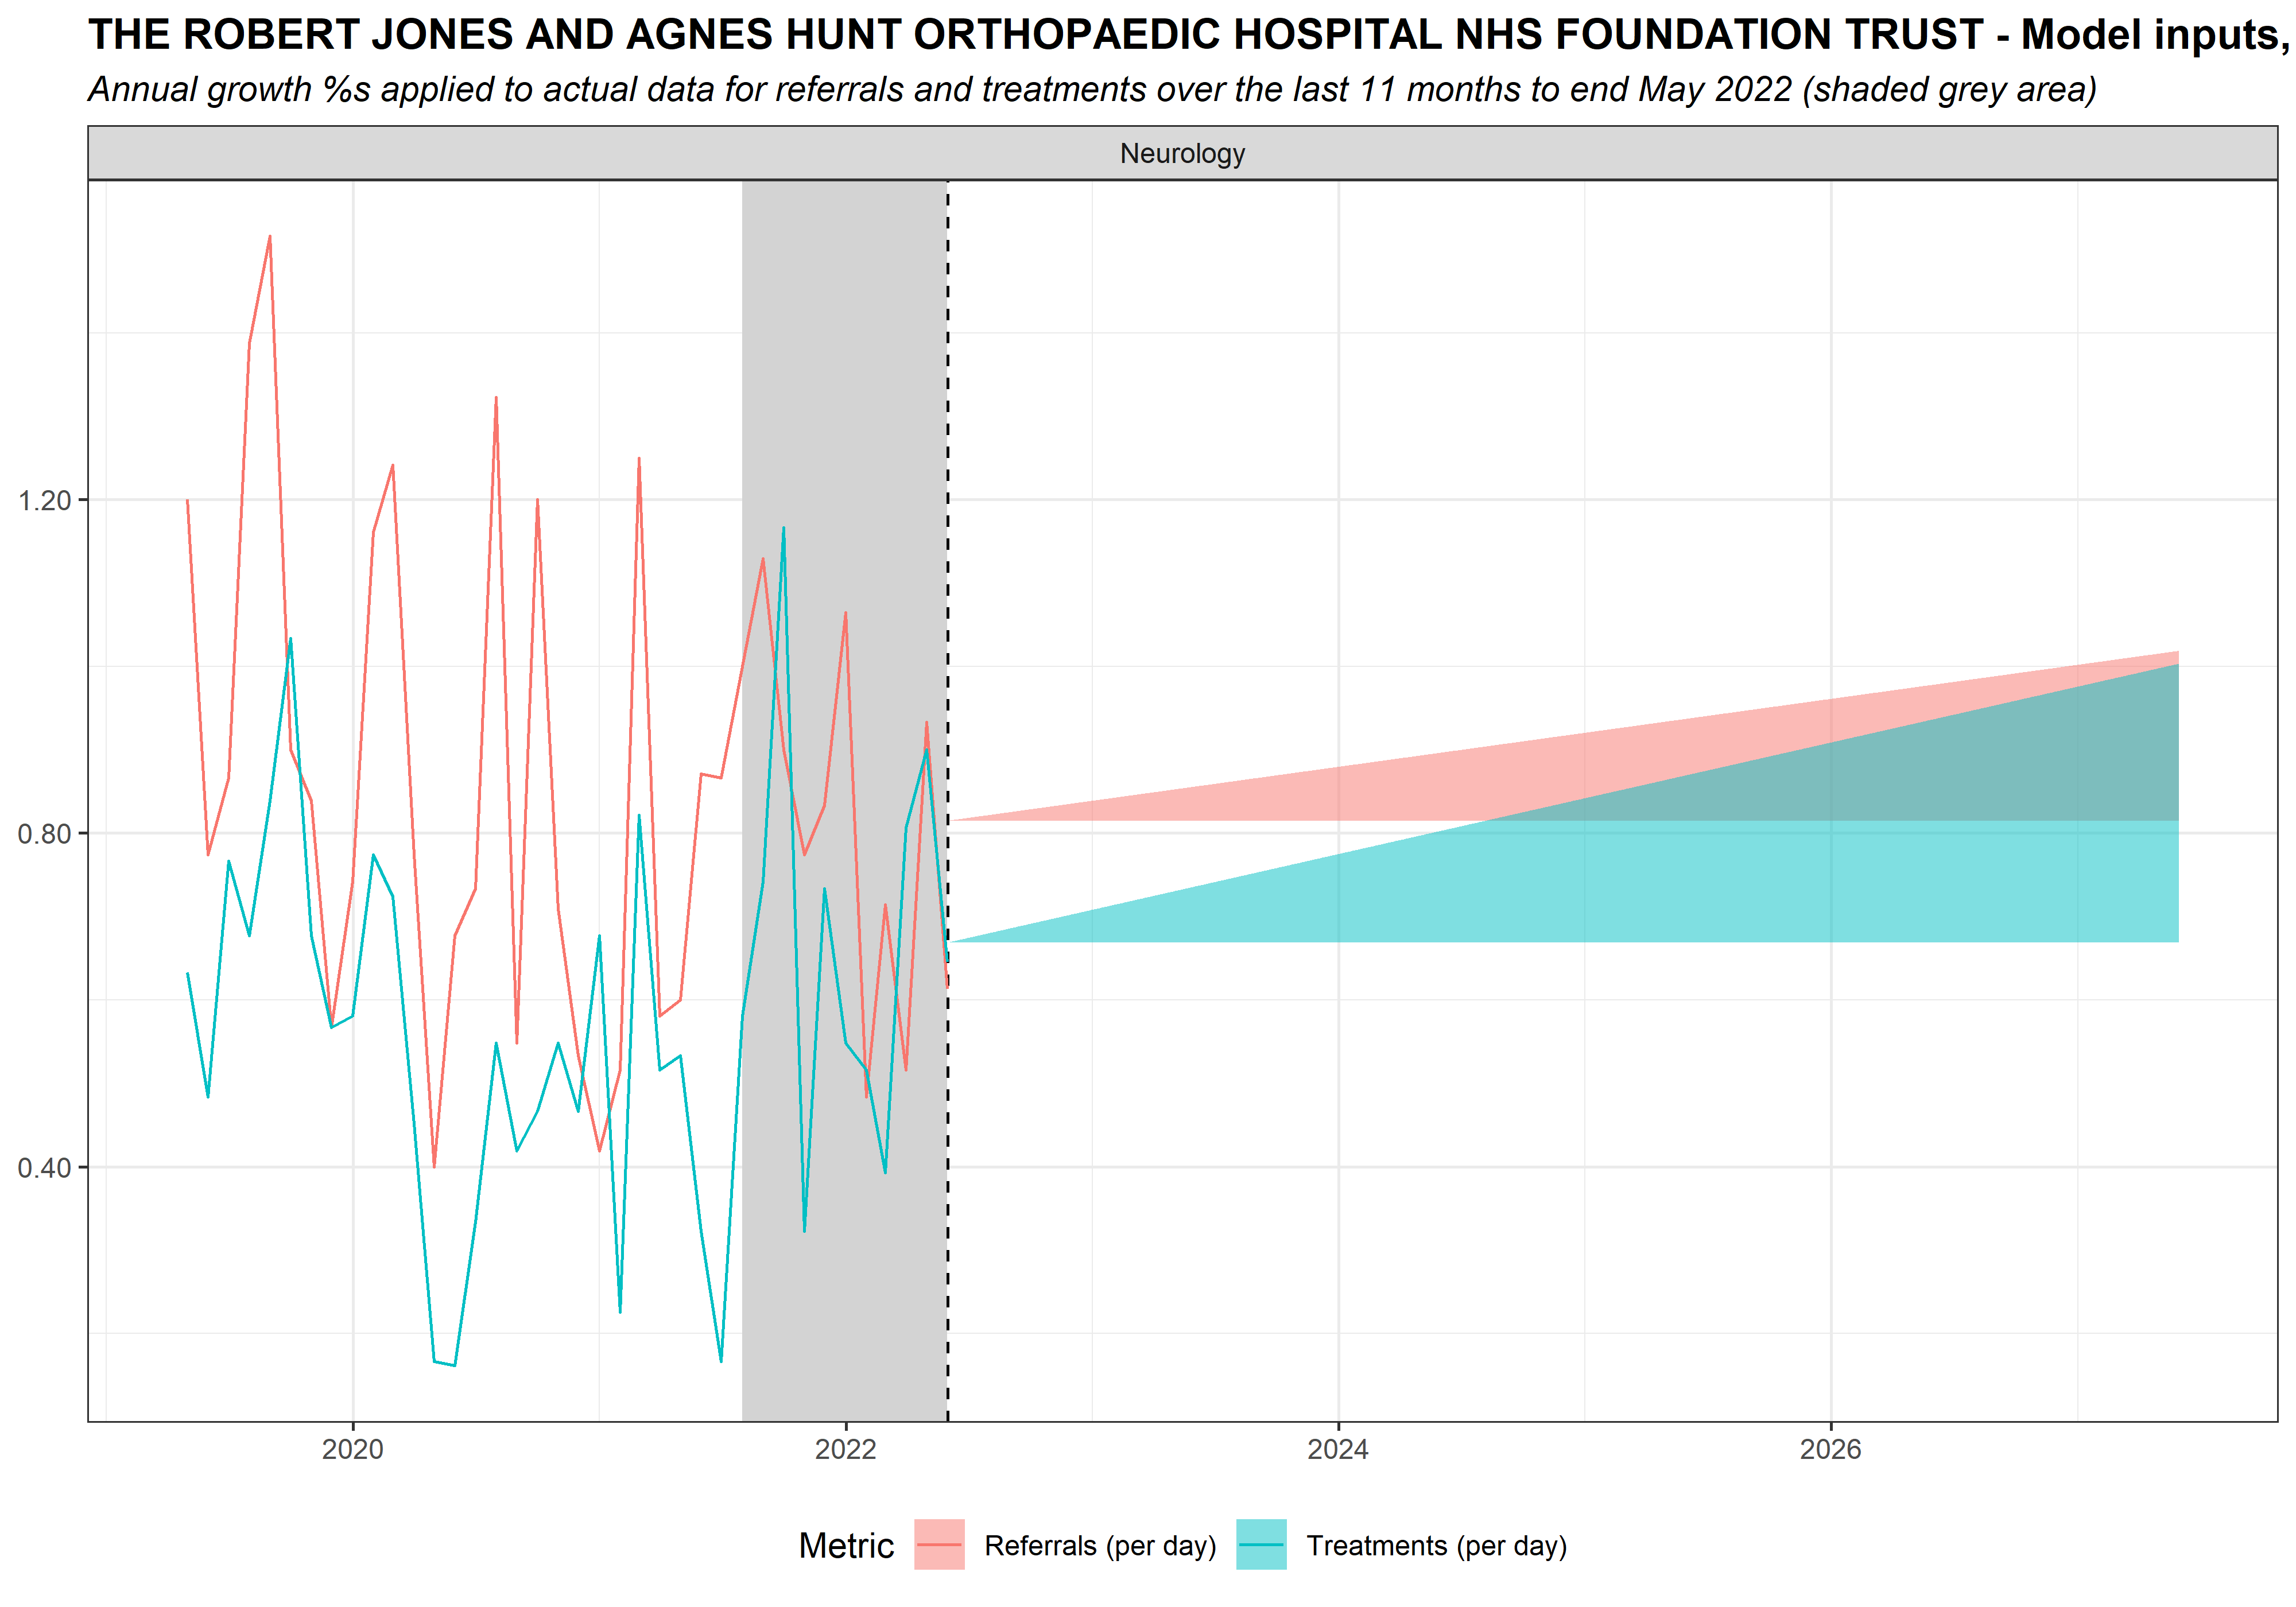 THE ROBERT JONES AND AGNES HUNT ORTHOPAEDIC HOSPITAL NHS FOUNDATION TRUST - Model inputs,
Annual growth %s applied to actual data for referrals and treatments over the last 11 months to end May 2022 (shaded grey area)
Neurology
1.20
0.80
0.40
2020 2022 2024 2026
Metric Referrals (per day) Treatments (per day)